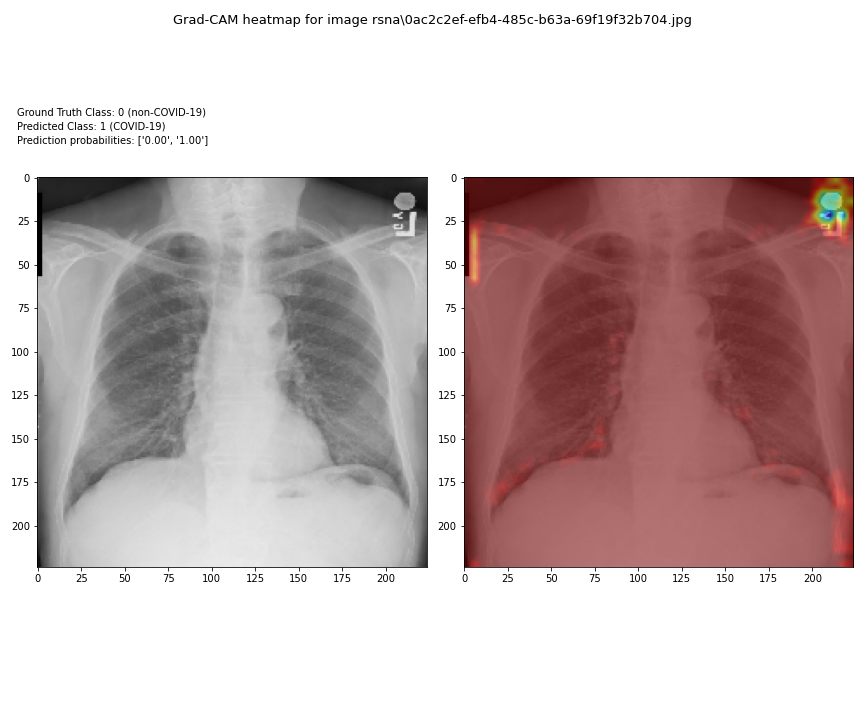 Grad-CAM heatmap for image rsna\0ac2c2ef-efb4-485c-b63a-69f19f32b704.jpg
Ground Truth Class: 0 (non-COVID-19)
Predicted Class: 1 (COVID-19)
Prediction probabilities: ['0.00', '1.00']
0
25
50
75
100
125
150
175
200
0 25 50 75 100 125 150 175 200
L
0
25
50
75
100
125
150
175
200
0 25 50 75 100 125 150 175 200
L